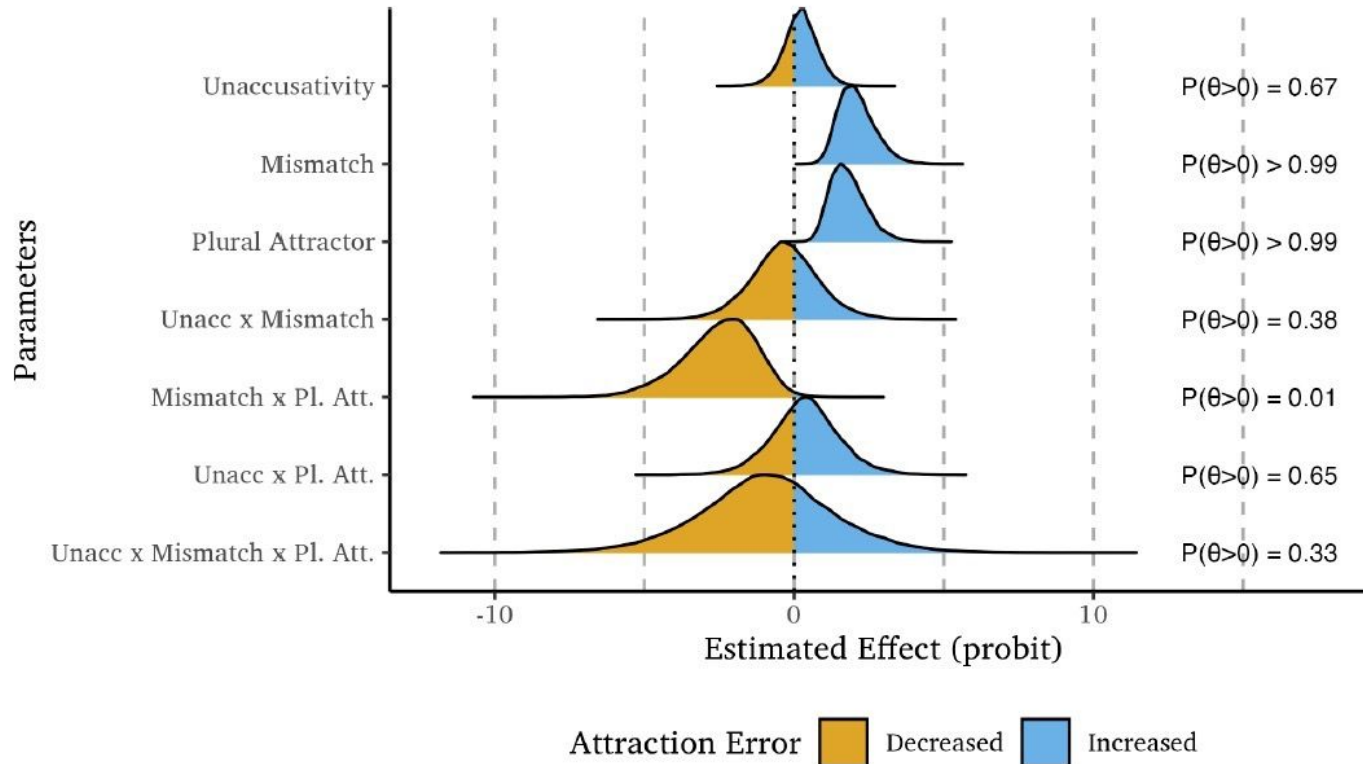 Parameters
Unaccusativity P(θ>0) = 0.67
Mismatch P(θ>0) > 0.99
Plural Attractor P(θ>0) > 0.99
Unacc x Mismatch P(θ>0) = 0.38
Mismatch x Pl. Att. P(θ>0) = 0.01
Unacc x Pl. Att. P(θ>0) = 0.65
Unacc x Mismatch x Pl. Att. P(θ>0) = 0.33
-10 0 10
Estimated Effect (probit)
Attraction Error Decreased Increased